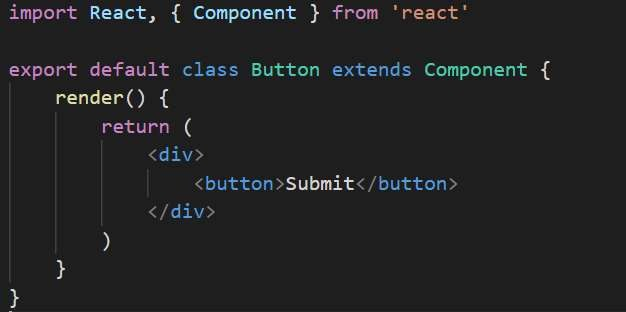 import React, { Component } from 'react'

export default class Button extends Component {
    render() {
        return (
            <div>
                <button>Submit</button>
            </div>
        )
    }
}